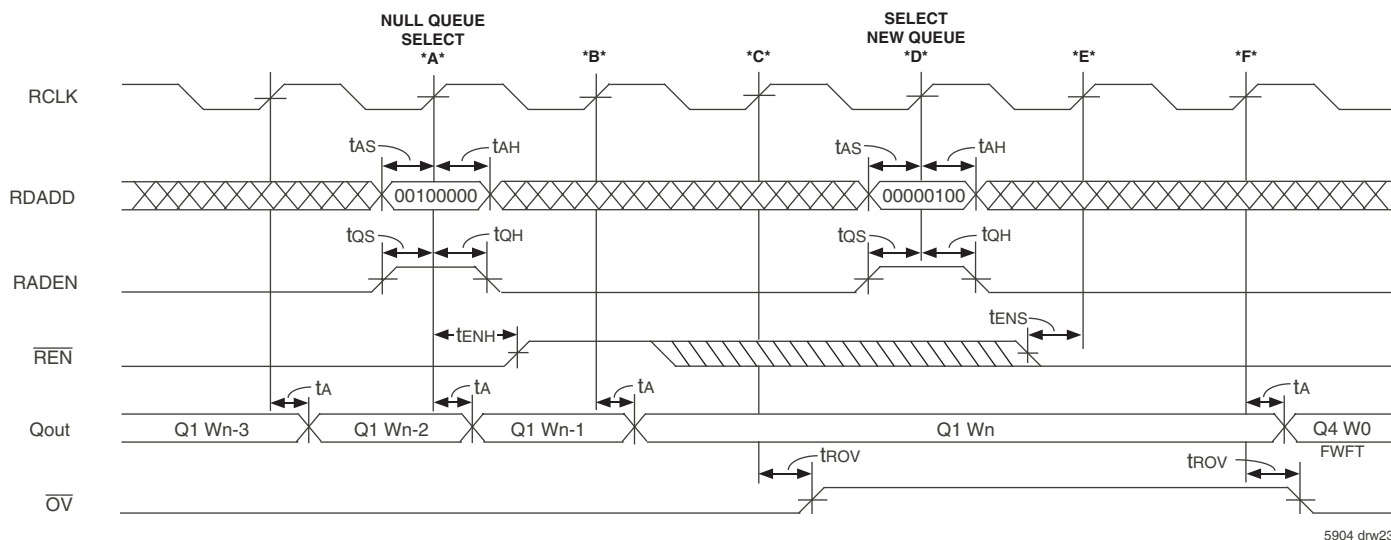 NULL QUEUE
SELECT
*A*
*B*
*C*
SELECT
NEW QUEUE
*D*
*E*
*F*
RCLK
tAS
tAH
tAS
tAH
RDADD
00100000
00000100
tQS
tQH
tQS
tQH
RADEN
tENH
tENS
REN
tA
tA
tA
tA
Qout
Q1 Wn-3
Q1 Wn-2
Q1 Wn-1
Q1 Wn
Q4 W0
FWFT
tROV
tROV
OV
5904 drw23